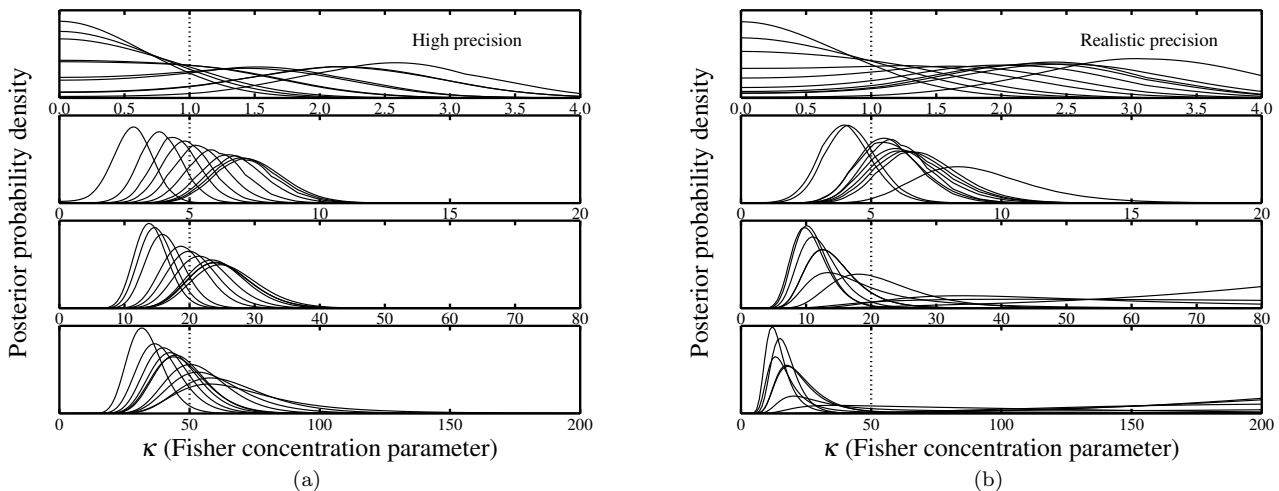 High precision
0.0 0.5 1.0 1.5 2.0 2.5 3.0 3.5 4.0
0 5 10 15 20
0 10 20 30 40 50 60 70 80
0 50 100 150 200
Posterior probability density
κ (Fisher concentration parameter)
(a)
Realistic precision
0.0 0.5 1.0 1.5 2.0 2.5 3.0 3.5 4.0
0 5 10 15 20
0 10 20 30 40 50 60 70 80
0 50 100 150 200
Posterior probability density
κ (Fisher concentration parameter)
(b)